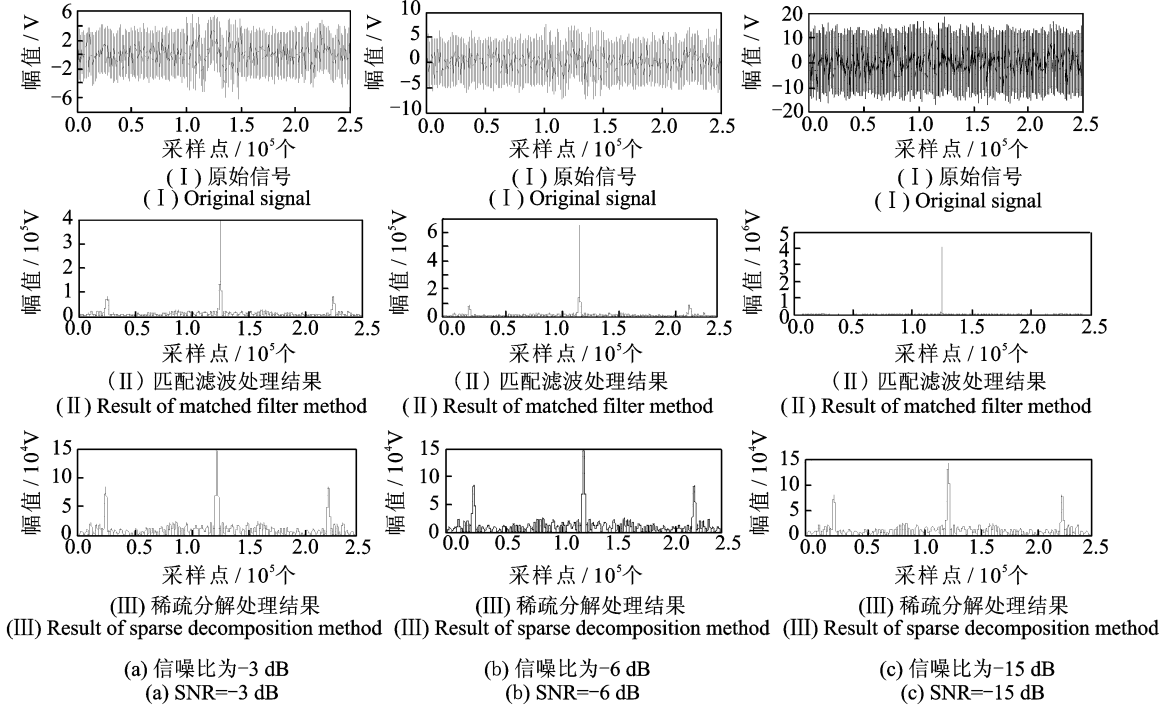 幅值 / V
6
2
−2
−6
0.0 0.5 1.0 1.5 2.0 2.5
采样点 / 10⁵个
(Ⅰ) 原始信号
(Ⅰ) Original signal
幅值 / V
10
5
0
−5
−10
0.0 0.5 1.0 1.5 2.0 2.5
采样点 / 10⁵个
(Ⅰ) 原始信号
(Ⅰ) Original signal
幅值 / V
20
10
0
−10
−20
0.0 0.5 1.0 1.5 2.0 2.5
采样点 / 10⁵个
(Ⅰ) 原始信号
(Ⅰ) Original signal
幅值 / 10⁵V
4
3
2
1
0
0.0 0.5 1.0 1.5 2.0 2.5
采样点 / 10⁵个
(Ⅱ) 匹配滤波处理结果
(Ⅱ) Result of matched filter method
幅值 / 10⁵V
6
4
2
0
0.0 0.5 1.0 1.5 2.0 2.5
采样点 / 10⁵个
(Ⅱ) 匹配滤波处理结果
(Ⅱ) Result of matched filter method
幅值 / 10⁶V
5
4
3
2
1
0.0 0.5 1.0 1.5 2.0 2.5
采样点 / 10⁵个
(Ⅱ) 匹配滤波处理结果
(Ⅱ) Result of matched filter method
幅值 / 10⁴V
15
10
5
0
0.0 0.5 1.0 1.5 2.0 2.5
采样点 / 10⁵个
(Ⅲ) 稀疏分解处理结果
(Ⅲ) Result of sparse decomposition method
幅值 / 10⁴V
15
10
5
0
0.0 0.5 1.0 1.5 2.0 2.5
采样点 / 10⁵个
(Ⅲ) 稀疏分解处理结果
(Ⅲ) Result of sparse decomposition method
幅值 / 10⁴V
15
10
5
0
0.0 0.5 1.0 1.5 2.0 2.5
采样点 / 10⁵个
(Ⅲ) 稀疏分解处理结果
(Ⅲ) Result of sparse decomposition method
(a) 信噪比为−3 dB
(a) SNR=−3 dB
(b) 信噪比为−6 dB
(b) SNR=−6 dB
(c) 信噪比为−15 dB
(c) SNR=−15 dB